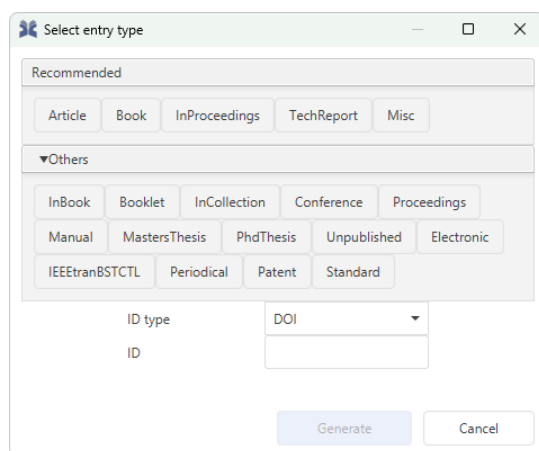 Select entry type
Recommended
Article Book InProceedings TechReport Misc
▼Others
InBook Booklet InCollection Conference Proceedings
Manual MastersThesis PhdThesis Unpublished Electronic
IEEEtranBSTCTL Periodical Patent Standard
ID type DOI
ID
Generate Cancel